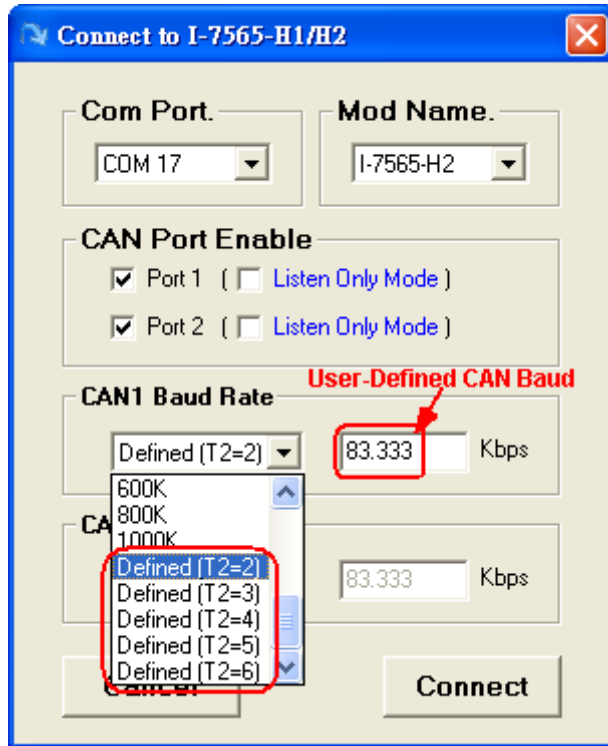 Connect to I-7565-H1/H2
Com Port. Mod Name.
COM 17 I-7565-H2
CAN Port Enable
Port 1 ( Listen Only Mode )
Port 2 ( Listen Only Mode )
User-Defined CAN Baud
CAN1 Baud Rate
Defined (T2=2) 83.333 Kbps
600K
800K
1000K
CA
Defined (T2=2)
Defined (T2=3) 83.333 Kbps
Defined (T2=4)
Defined (T2=5)
Defined (T2=6)
Cancel Connect